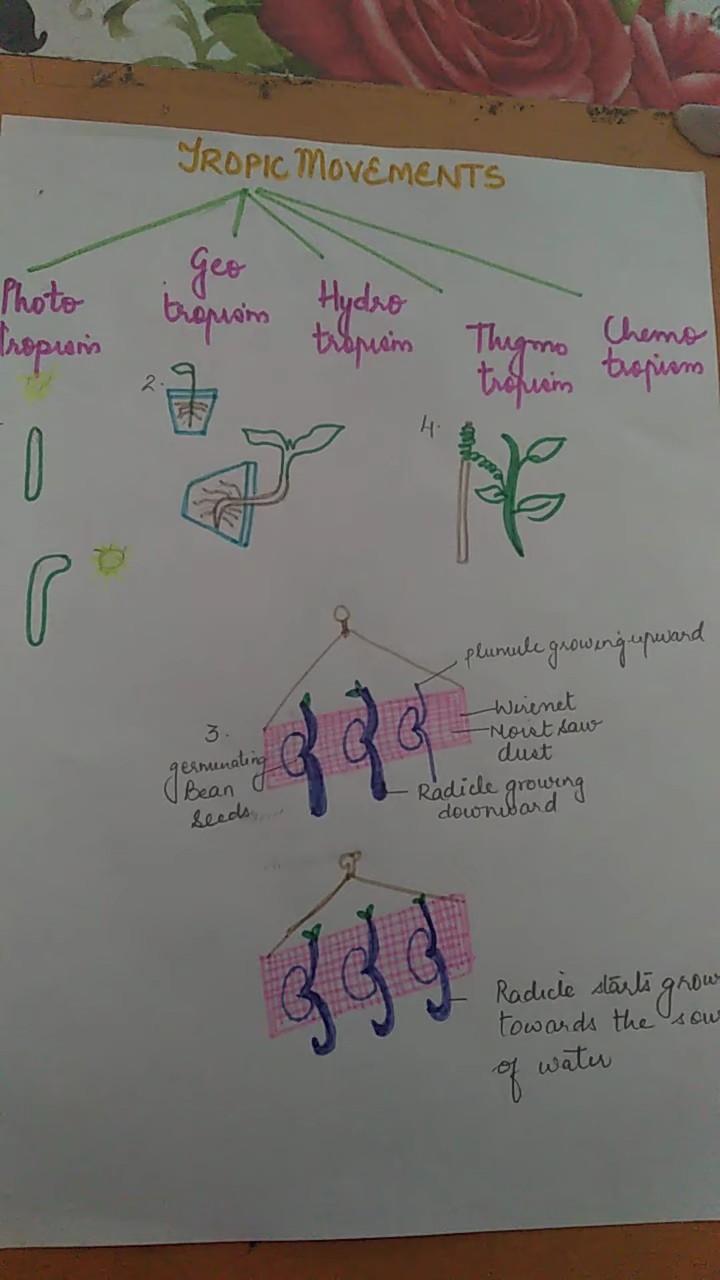 TROPIC MOVEMENTS
Photo
Tropism
Geo
tropism
Hydro
tropism
Thigmo
tropism
Chemo
tropism
2.
4.
plumule growing upward
Wirenet
Moist saw
dust
3.
germinating
Bean
Seeds
Radicle growing
downward
Radicle starts grow
towards the sou
of water